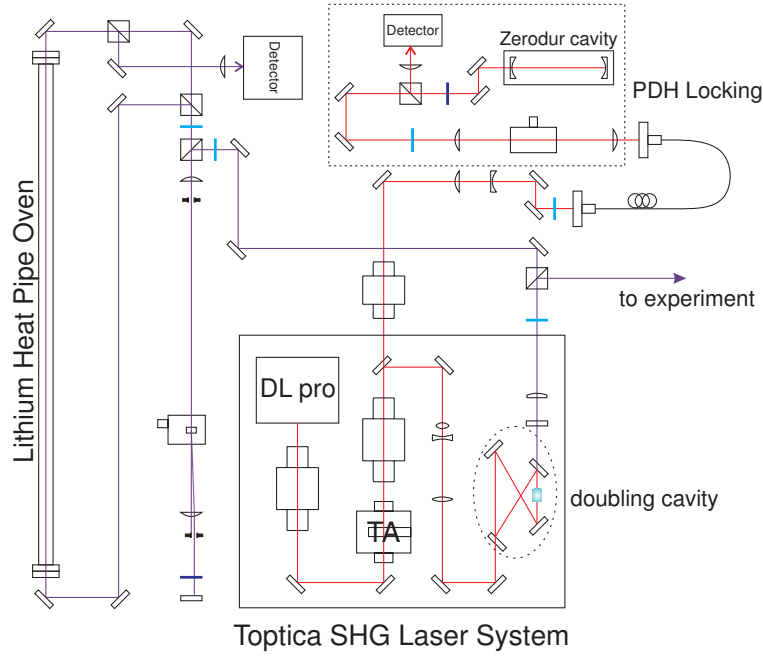 Detector
Zerodur cavity
Detector
PDH Locking
Lithium Heat Pipe Oven
to experiment
DL pro
TA
doubling cavity
Toptica SHG Laser System